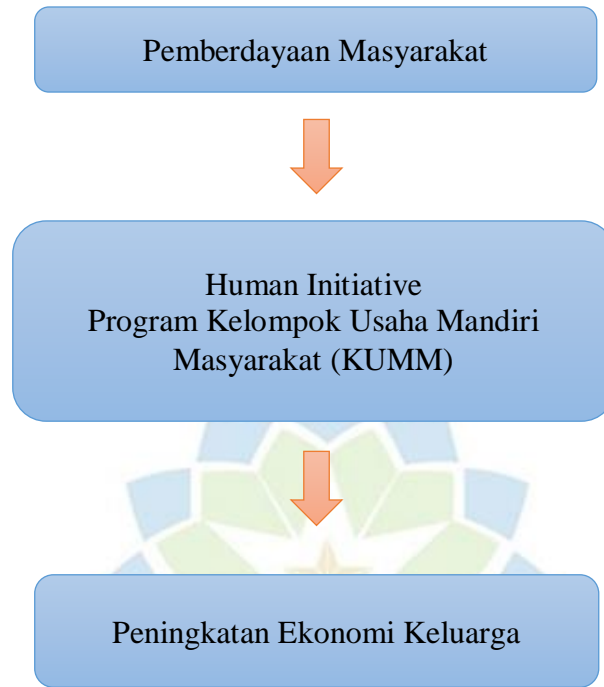 Pemberdayaan Masyarakat
Human Initiative
Program Kelompok Usaha Mandiri
Masyarakat (KUMM)
Peningkatan Ekonomi Keluarga